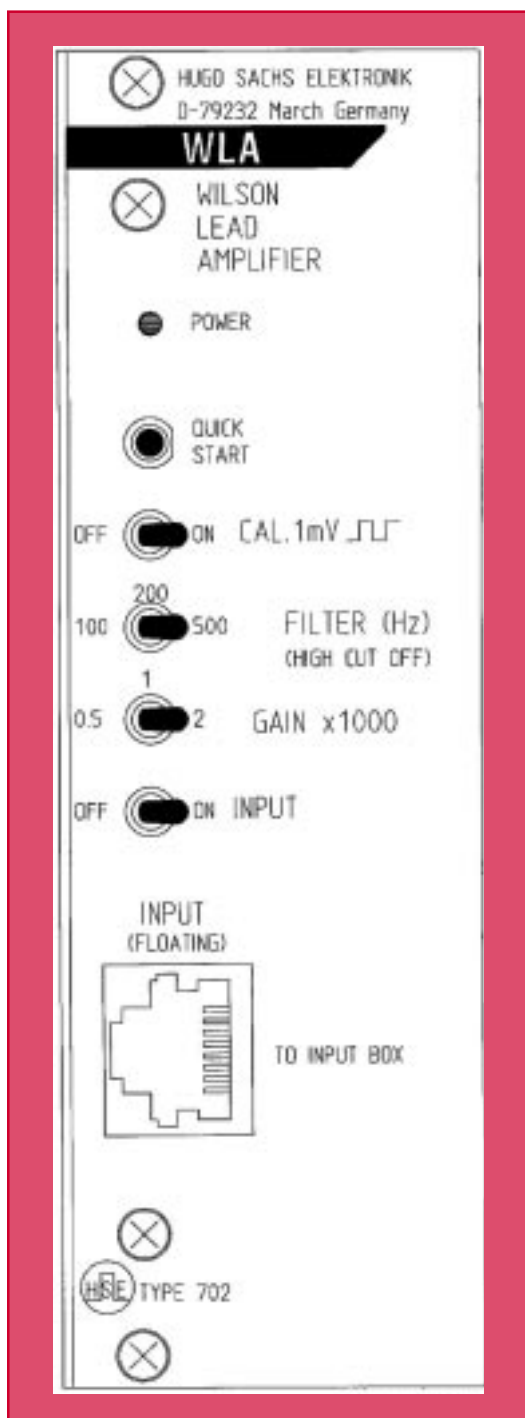 HUGO SACHS ELEKTRONIK
D-79232 March Germany
WLA
WILSON
LEAD
AMPLIFIER
POWER
QUICK
START
OFF ON CAL.1mV
200
100 500 FILTER (Hz)
(HIGH CUT OFF)
1
0.5 2 GAIN x1000
OFF ON INPUT
INPUT
(FLOATING)
TO INPUT BOX
HSE TYPE 702